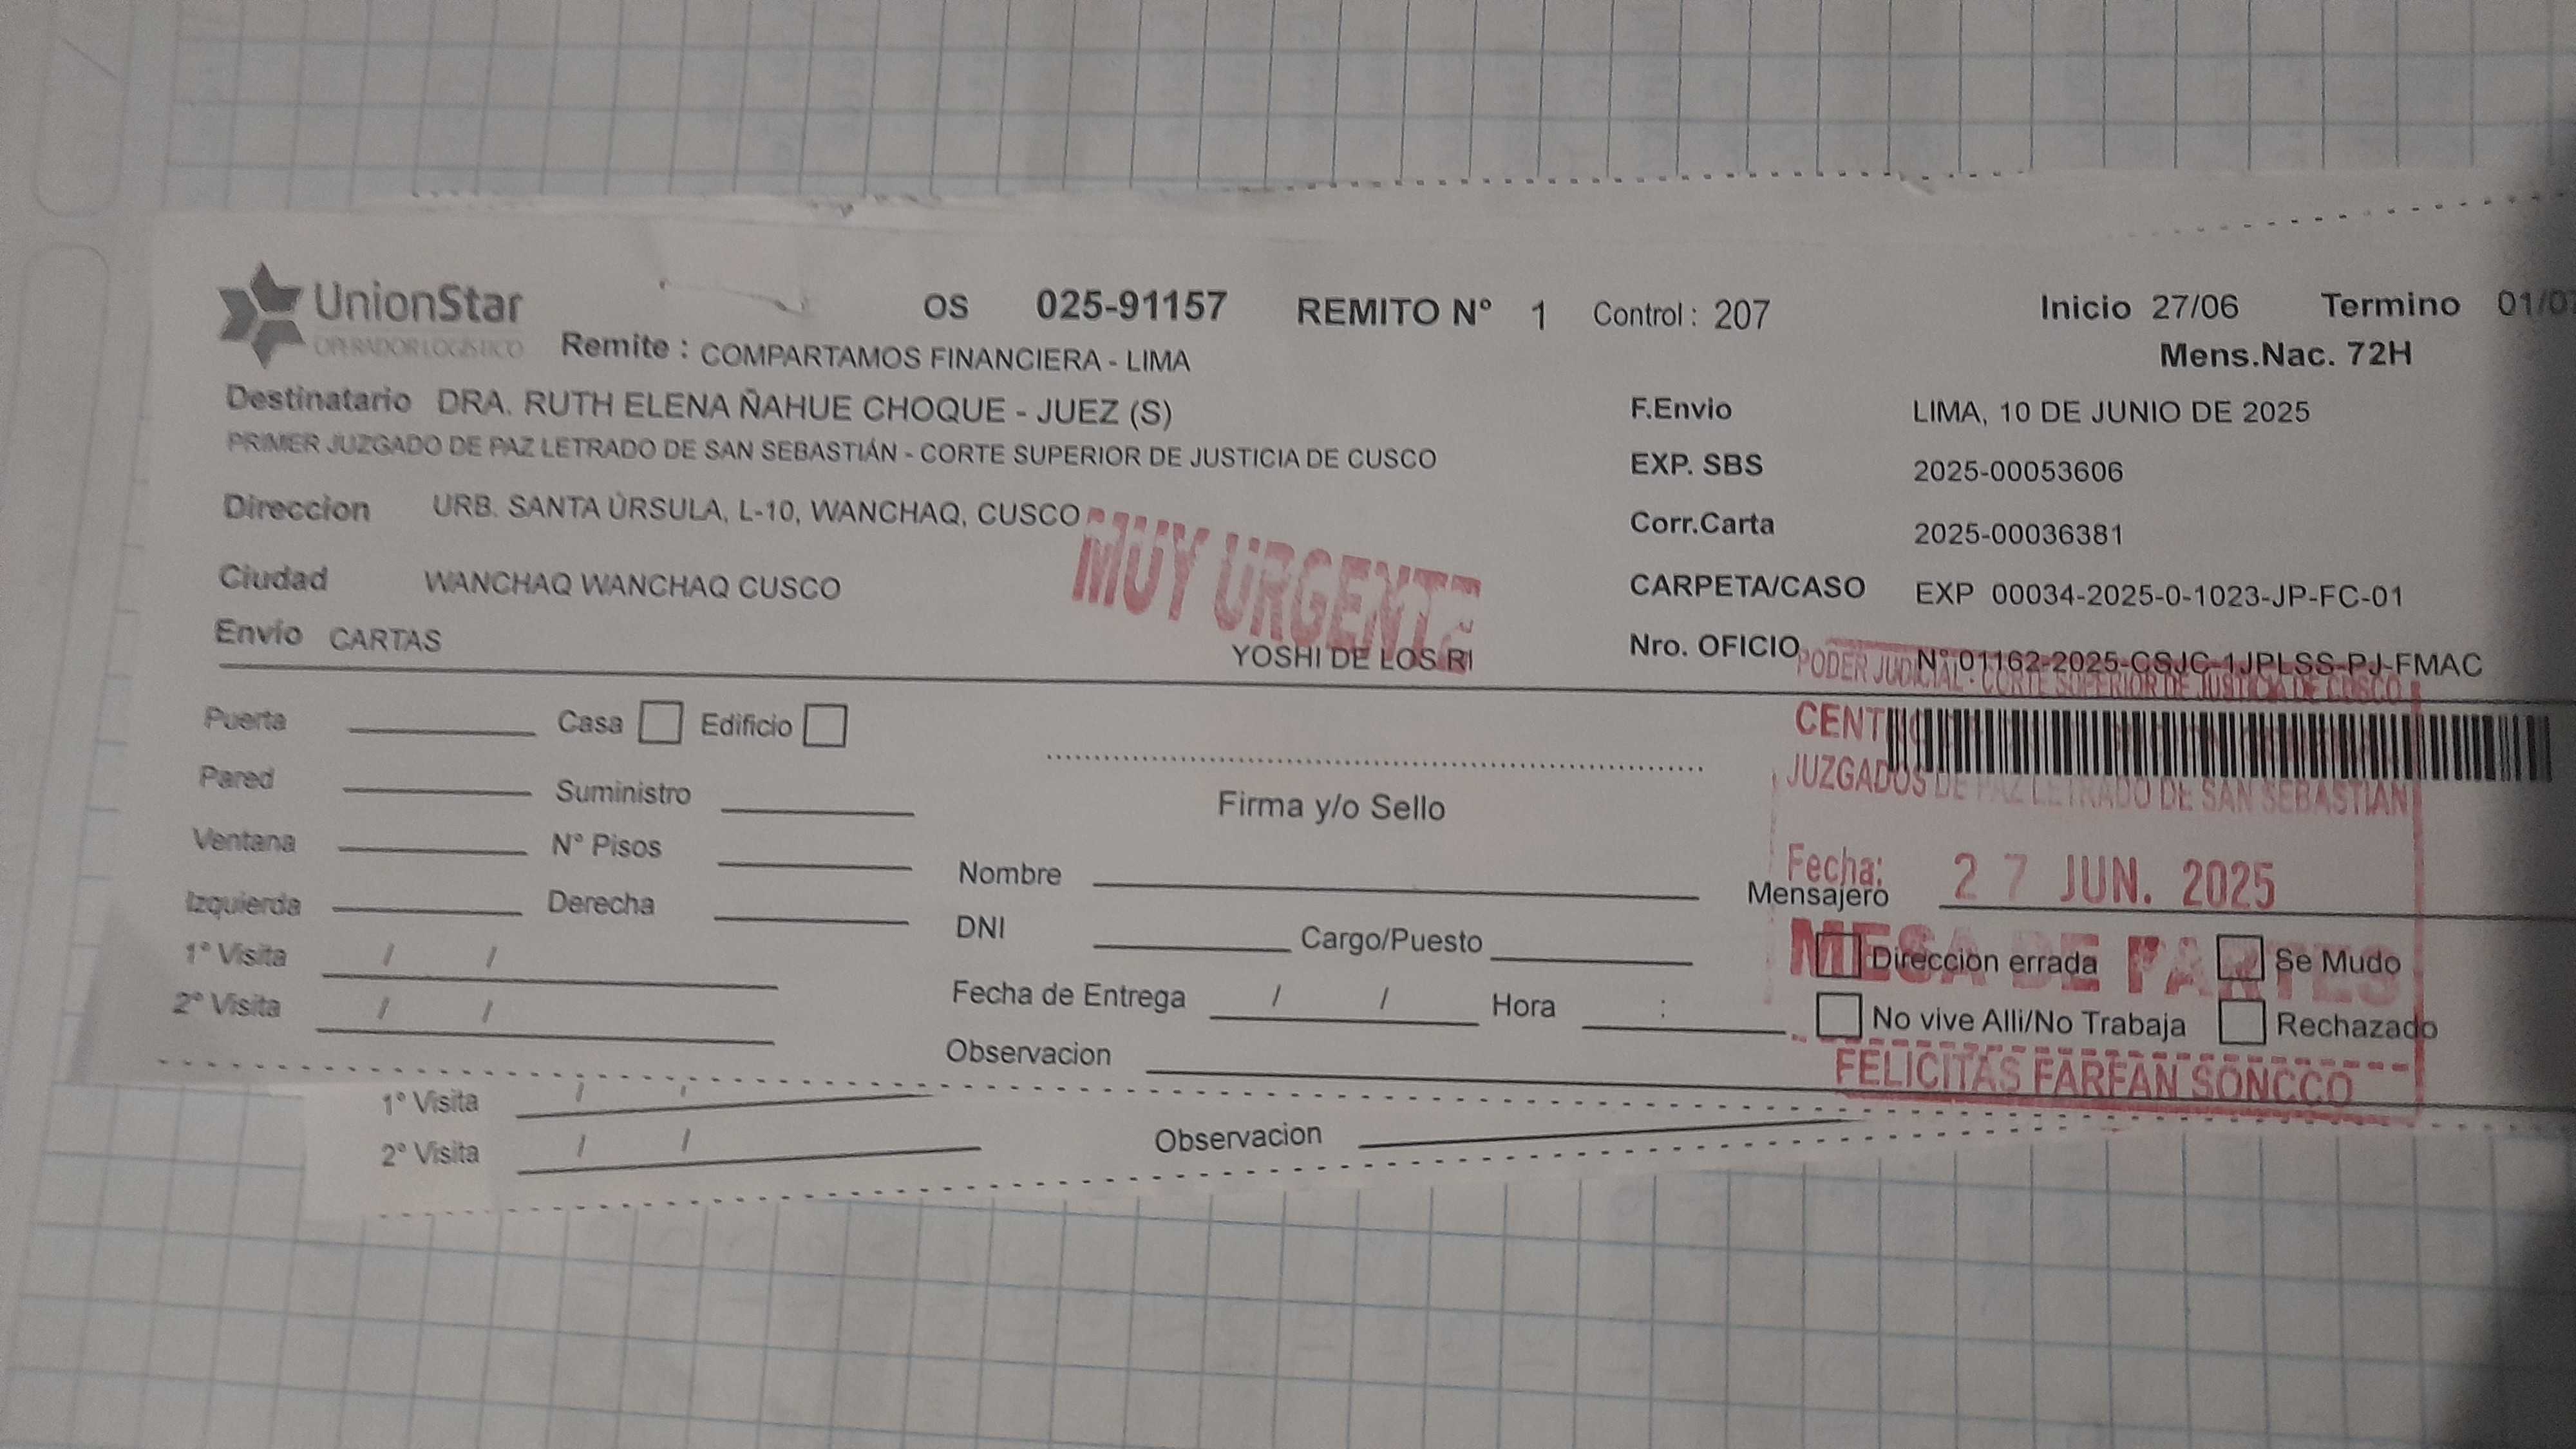 UnionStar
OPERADOR LOGISTICO
OS 025-91157 REMITO N° 1 Control : 207 Inicio 27/06 Termino 01/0
Remite : COMPARTAMOS FINANCIERA - LIMA Mens.Nac. 72H
Destinatario DRA. RUTH ELENA ÑAHUE CHOQUE - JUEZ (S) F.Envio LIMA, 10 DE JUNIO DE 2025
PRIMER JUZGADO DE PAZ LETRADO DE SAN SEBASTIÁN - CORTE SUPERIOR DE JUSTICIA DE CUSCO EXP. SBS 2025-00053606
Direccion URB. SANTA ÚRSULA, L-10, WANCHAQ, CUSCO Corr.Carta 2025-00036381
MUY URGENTE
Ciudad WANCHAQ WANCHAQ CUSCO CARPETA/CASO EXP 00034-2025-0-1023-JP-FC-01
Envío CARTAS YOSHI DE LOS RI Nro. OFICIO N° 01162-2025-CSJC-1JPLSS-PJ-FMAC
PODER JUDICIAL - CORTE SUPERIOR DE JUSTICIA DE CUSCO
CENT
JUZGADOS DE PAZ LETRADO DE SAN SEBASTIAN
Puerta Casa Edificio
Pared Suministro Firma y/o Sello
Ventana N° Pisos Nombre Fecha: 27 JUN. 2025
Mensajero
Izquierda Derecha DNI Cargo/Puesto
MESA DE PARTES
Direccion errada Se Mudo
1° Visita / /
2° Visita / / Fecha de Entrega / / Hora : No vive Alli/No Trabaja Rechazado
Observacion
FELICITAS FARFAN SONCCO
1° Visita / /
2° Visita / / Observacion